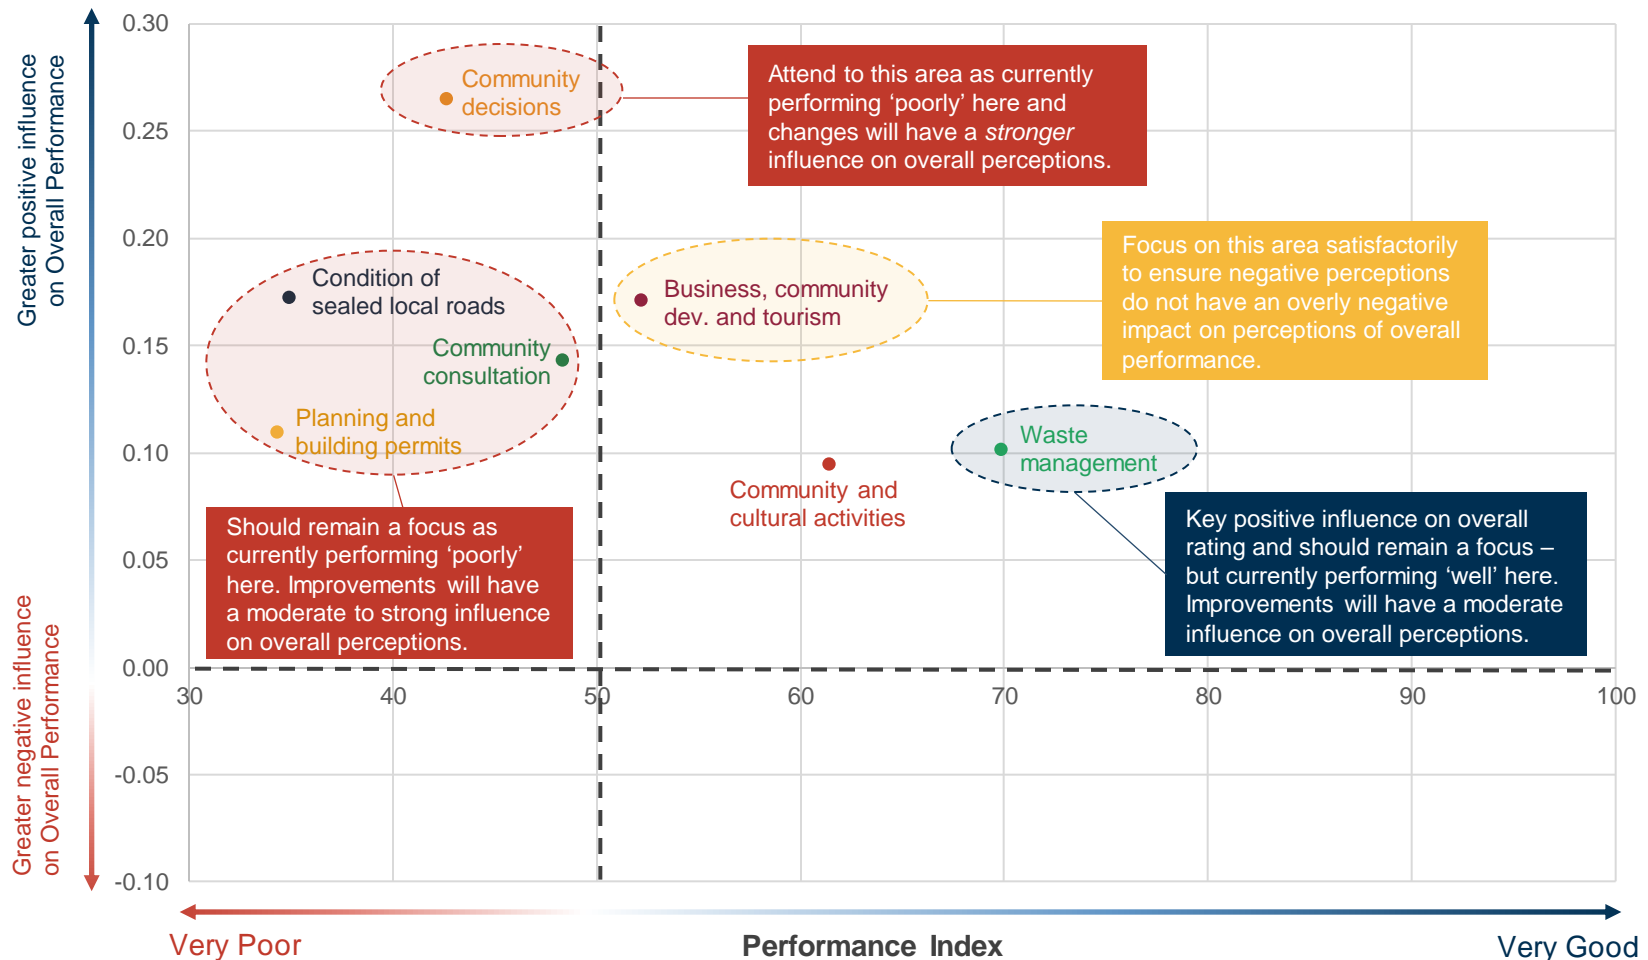 Greater positive influence
on Overall Performance
Greater negative influence
on Overall Performance
0.30
0.25
0.20
0.15
0.10
0.05
0.00
-0.05
-0.10
30
40
50
60
70
80
90
100
Community
decisions
Attend to this area as currently
performing ‘poorly’ here and
changes will have a stronger
influence on overall perceptions.
Condition of
sealed local roads
Community
consultation
Planning and
building permits
Business, community
dev. and tourism
Focus on this area satisfactorily
to ensure negative perceptions
do not have an overly negative
impact on perceptions of overall
performance.
Waste
management
Community and
cultural activities
Should remain a focus as
currently performing ‘poorly’
here. Improvements will have
a moderate to strong influence
on overall perceptions.
Key positive influence on overall
rating and should remain a focus –
but currently performing ‘well’ here.
Improvements will have a moderate
influence on overall perceptions.
Very Poor
Performance Index
Very Good